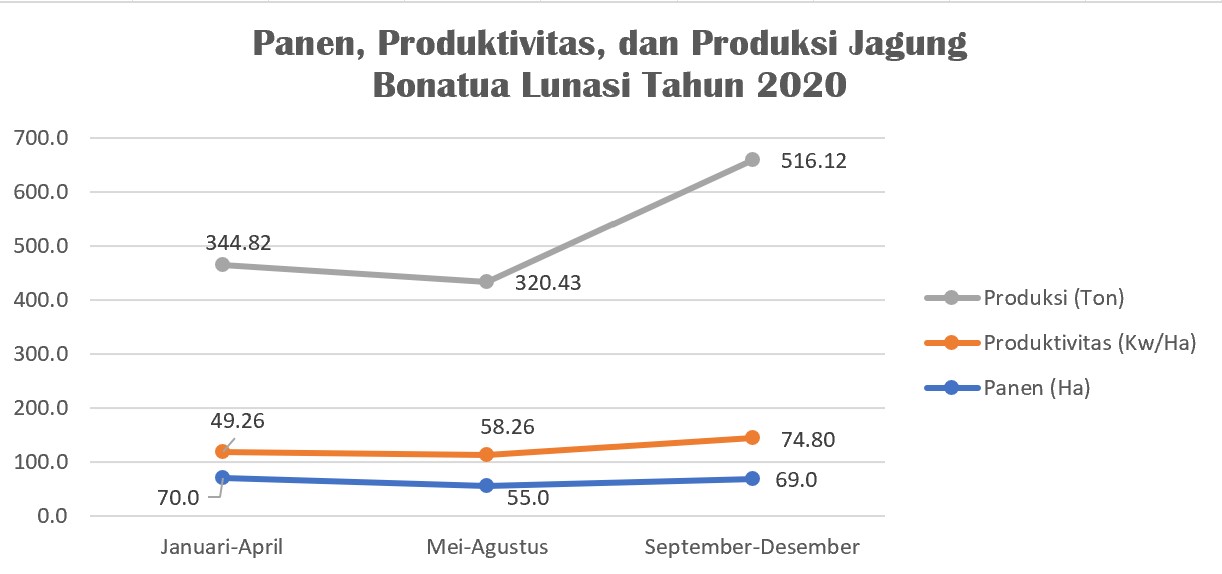 Panen, Produktivitas, dan Produksi Jagung
Bonatua Lunasi Tahun 2020
700.0
600.0
500.0
400.0
300.0
200.0
100.0
0.0
344.82
320.43
516.12
49.26
58.26
74.80
70.0
55.0
69.0
Januari-April
Mei-Agustus
September-Desember
Produksi (Ton)
Produktivitas (Kw/Ha)
Panen (Ha)